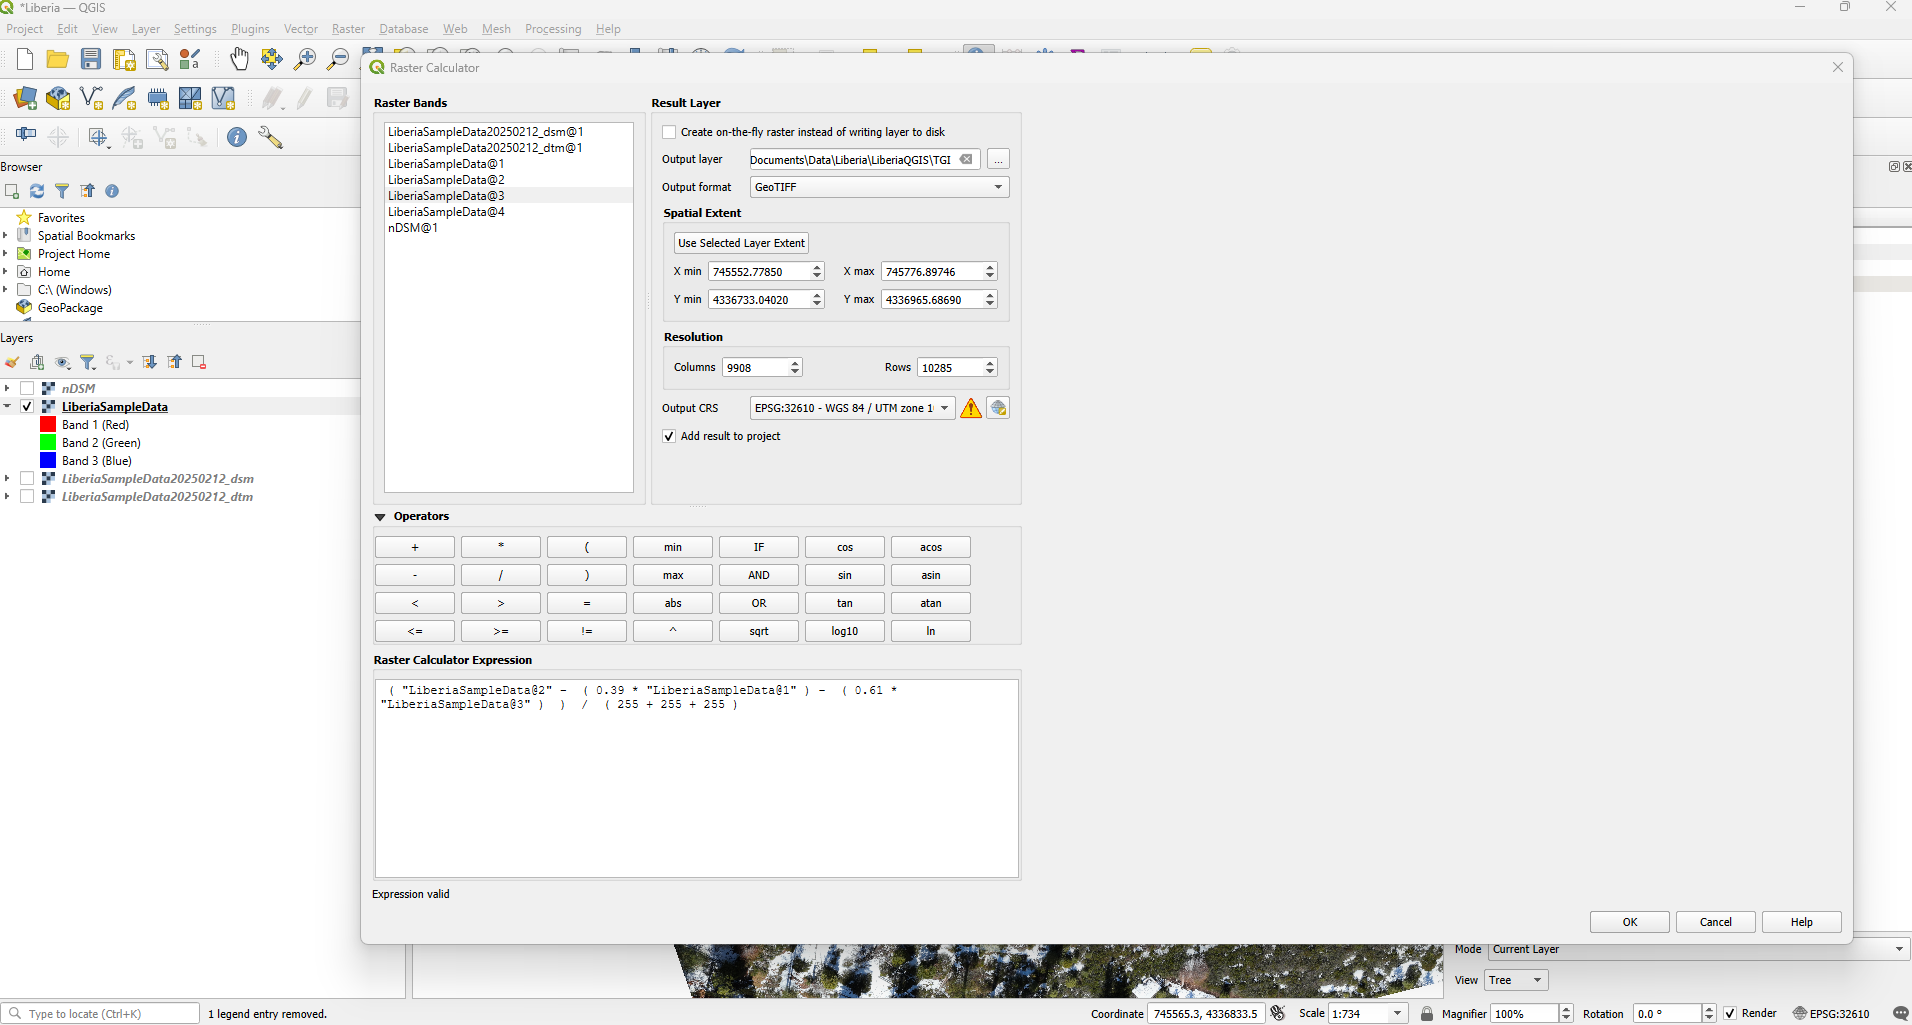 *Liberia — QGIS
Project Edit View Layer Settings Plugins Vector Raster Database Web Mesh Processing Help
Raster Calculator
Raster Bands
LiberiaSampleData20250212_dsm@1
LiberiaSampleData20250212_dtm@1
LiberiaSampleData@1
LiberiaSampleData@2
LiberiaSampleData@3
LiberiaSampleData@4
nDSM@1
Result Layer
Create on-the-fly raster instead of writing layer to disk
Output layer Documents\Data\Liberia\LiberiaQGIS\TGI ...
Output format GeoTIFF
Spatial Extent
Use Selected Layer Extent
X min 745552.77850 X max 745776.89746
Y min 4336733.04020 Y max 4336965.68690
Resolution
Columns 9908 Rows 10285
Output CRS EPSG:32610 - WGS 84 / UTM zone 1
Add result to project
Operators
+ * ( min IF cos acos
- / ) max AND sin asin
< > = abs OR tan atan
<= >= != ^ sqrt log10 ln
Raster Calculator Expression
( "LiberiaSampleData@2" - ( 0.39 * "LiberiaSampleData@1" ) - ( 0.61 *
"LiberiaSampleData@3" ) ) / ( 255 + 255 + 255 )
Expression valid
OK Cancel Help
Browser
Favorites
Spatial Bookmarks
Project Home
Home
C:\ (Windows)
GeoPackage
Layers
nDSM
LiberiaSampleData
Band 1 (Red)
Band 2 (Green)
Band 3 (Blue)
LiberiaSampleData20250212_dsm
LiberiaSampleData20250212_dtm
Mode Current Layer
View Tree
Type to locate (Ctrl+K) 1 legend entry removed. Coordinate 745565.3, 4336833.5 Scale 1:734 Magnifier 100% Rotation 0.0 ° Render EPSG:32610